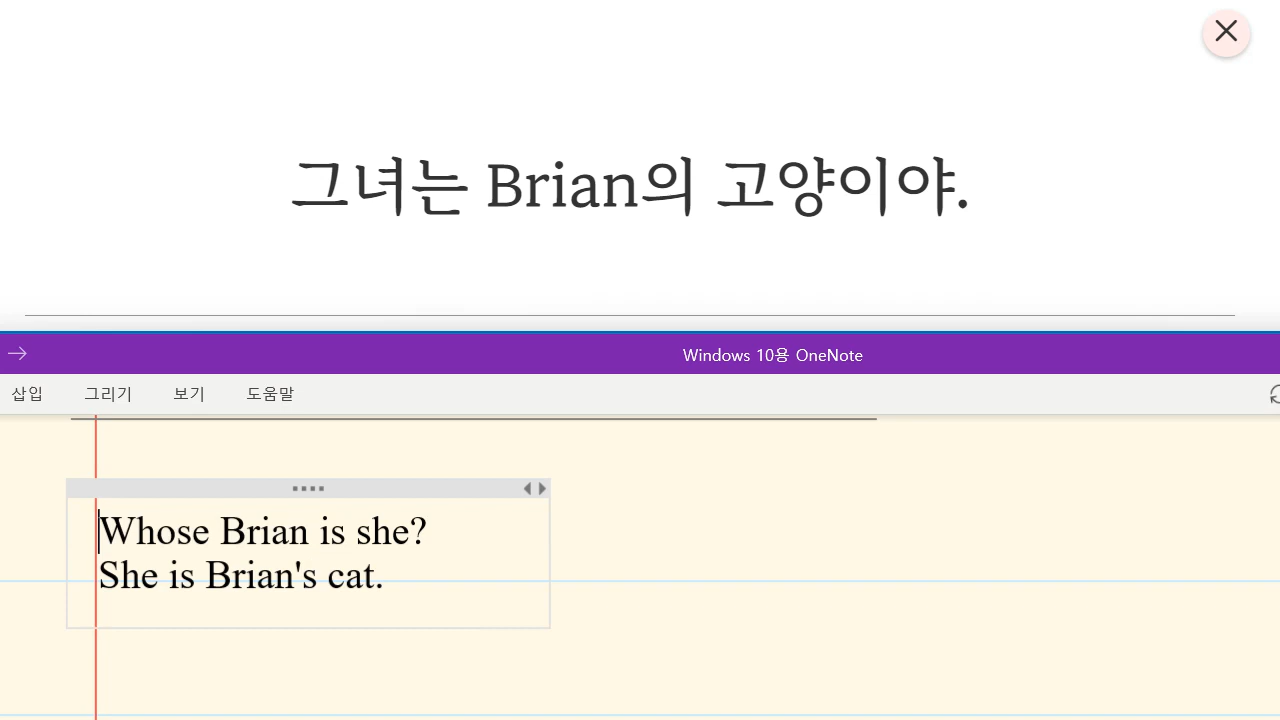 그녀는 Brian의 고양이야.
Windows 10용 OneNote
삽입 그리기 보기 도움말
Whose Brian is she?
She is Brian's cat.